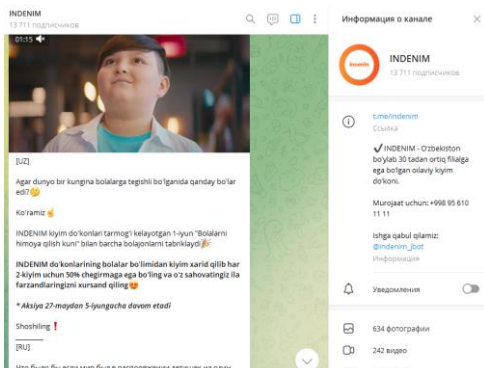 INDENIM
13 711 подписчиков
01:15
[UZ]
Agar dunyo bir kungina bolalarga tegishli bo'lganida qanday bo'lar
edi?🤔
Ko'ramiz ☝
INDENIM kiyim do'konlari tarmog'i kelayotgan 1-iyun "Bolalarni
himoya qilish kuni" bilan barcha bolajonlarni tabriklaydi🎉
INDENIM do'konlarining bolalar bo'limidan kiyim xarid qilib har
2-kiyim uchun 50% chegirmaga ega bo'ling va o'z sahovatingiz ila
farzandlaringizni xursand qiling😍
* Aksiya 27-maydan 5-iyungacha davom etadi
Shoshiling❗
[RU]
Информация о канале
indenim
INDENIM
13 711 подписчиков
t.me/indenim
Ссылка
✔INDENIM - O'zbekiston
bo'ylab 30 tadan ortiq filialga
ega bo'lgan oilaviy kiyim
do'koni.
Murojaat uchun: +998 95 610
11 11
Ishga qabul qilamiz:
@indenim_jbot
Информация
Уведомления
634 фотографии
242 видео